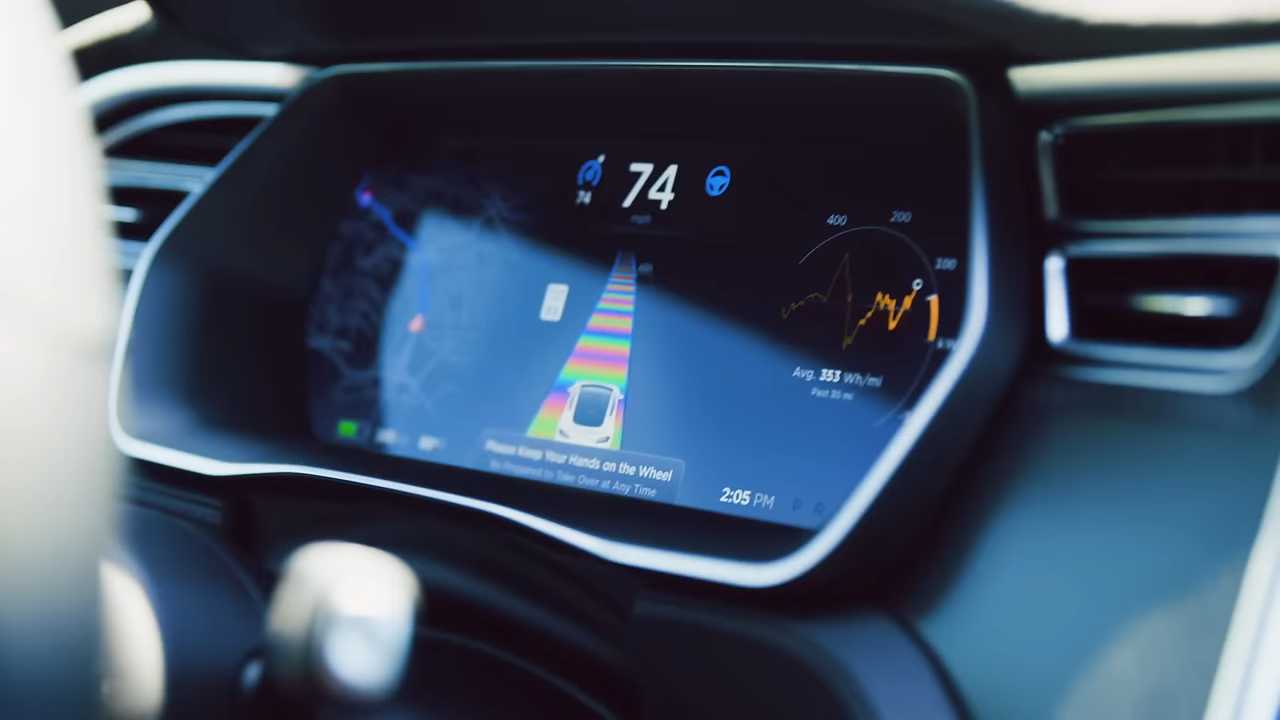 74
74
mph
400
200
100
Avg. 353 Wh/mi
Past 30 mi
Please Keep Your Hands on the Wheel
Be Prepared to Take Over at Any Time
2:05 PM
P R